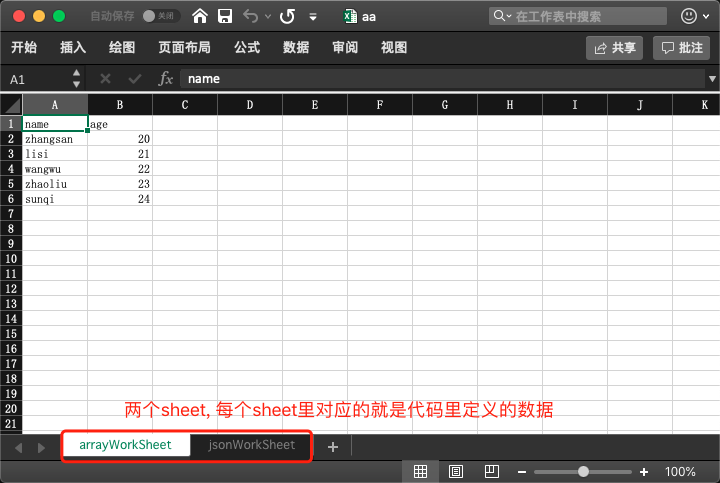 自动保存 关闭 aa 在工作表中搜索
开始 插入 绘图 页面布局 公式 数据 审阅 视图 共享 批注
A1 fx name
A B C D E F G H I J K
1 name age
2 zhangsan 20
3 lisi 21
4 wangwu 22
5 zhaoliu 23
6 sunqi 24
7
8
9
10
11
12
13
14
15
16
17
18
19
20
21
两个sheet, 每个sheet里对应的就是代码里定义的数据
arrayWorkSheet jsonWorkSheet
100%